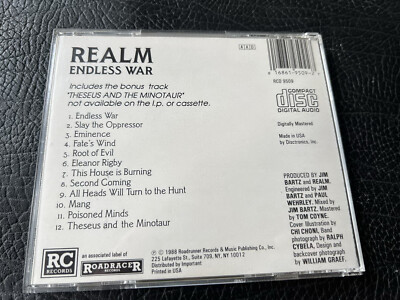 REALM
ENDLESS WAR
AAD
RCD 9509
COMPACT
disc
DIGITAL AUDIO
Includes the bonus track
"THESEUS AND THE MINOTAUR"
not available on the l.p. or cassette.
Digitally Mastered
Made in USA
by Disctronics, Inc.
1. Endless War
2. Slay the Oppressor
3. Eminence
4. Fate's Wind
5. Root of Evil
6. Eleanor Rigby
7. This House is Burning
8. Second Coming
9. All Heads Will Turn to the Hunt
10. Mang
11. Poisoned Minds
12. Theseus and the Minotaur
PRODUCED BY JIM
BARTZ and REALM.
Engineered by JIM
BARTZ and PAUL
WEHRLEY. Mixed by
JIM BARTZ. Mastered
by TOM COYNE.
Cover Illustration by
CHI CHONI, Band
photograph by RALPH
CYBELA, Design and
backcover photograph
by WILLIAM GRAEF.
RC
RECORDS
an associated label of
ROADRACER
RECORDS
© 1988 Roadrunner Records & Music Publishing Co., Inc.
225 Lafayette St., Suite 709, NY, NY 10012
Distributed by Important
Printed in USA